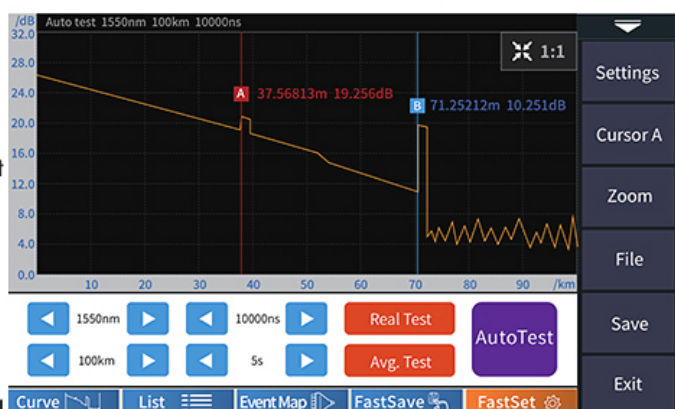 /dB Auto test 1550nm 100km 10000ns
32.0
28.0
24.0
20.0
16.0
12.0
8.0
4.0
0.0
1:1
A 37.56813m 19.256dB
B 71.25212m 10.251dB
10 20 30 40 50 60 70 80 90 /km
1550nm
10000ns
Real Test
100km
5s
Avg. Test
AutoTest
Curve
List
Event Map
FastSave
FastSet
Settings
Cursor A
Zoom
File
Save
Exit